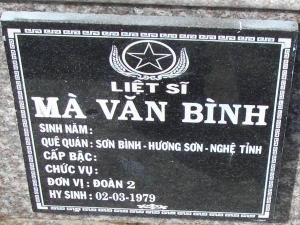 LIỆT SĨ
MÀ VĂN BÌNH
SINH NĂM:
QUÊ QUÁN: SƠN BÌNH - HƯƠNG SƠN - NGHỆ TĨNH
CẤP BẬC:
CHỨC VỤ:
ĐƠN VỊ: ĐOÀN 2
HY SINH: 02-03-1979